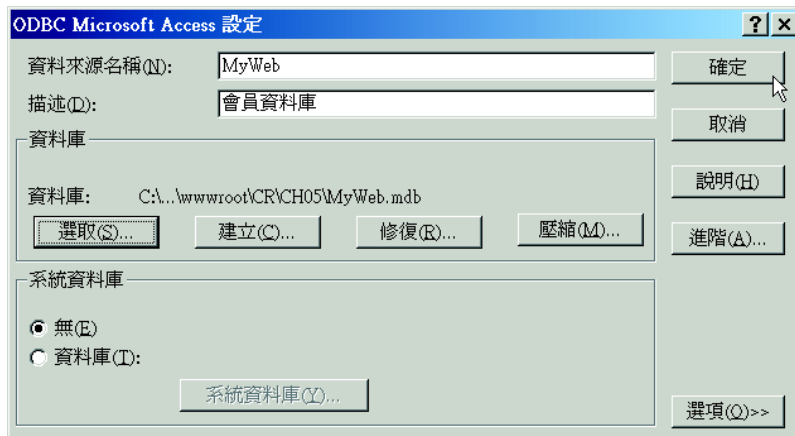 ODBC Microsoft Access 設定
資料來源名稱(N): MyWeb
確定
描述(D): 會員資料庫
取消
資料庫
說明(H)
資料庫: C:\...\wwwroot\CR\CH05\MyWeb.mdb
選取(S)... 建立(C)... 修復(R)... 壓縮(M)...
進階(A)...
系統資料庫
無(E)
資料庫(T):
系統資料庫(Y)...
選項(O)>>